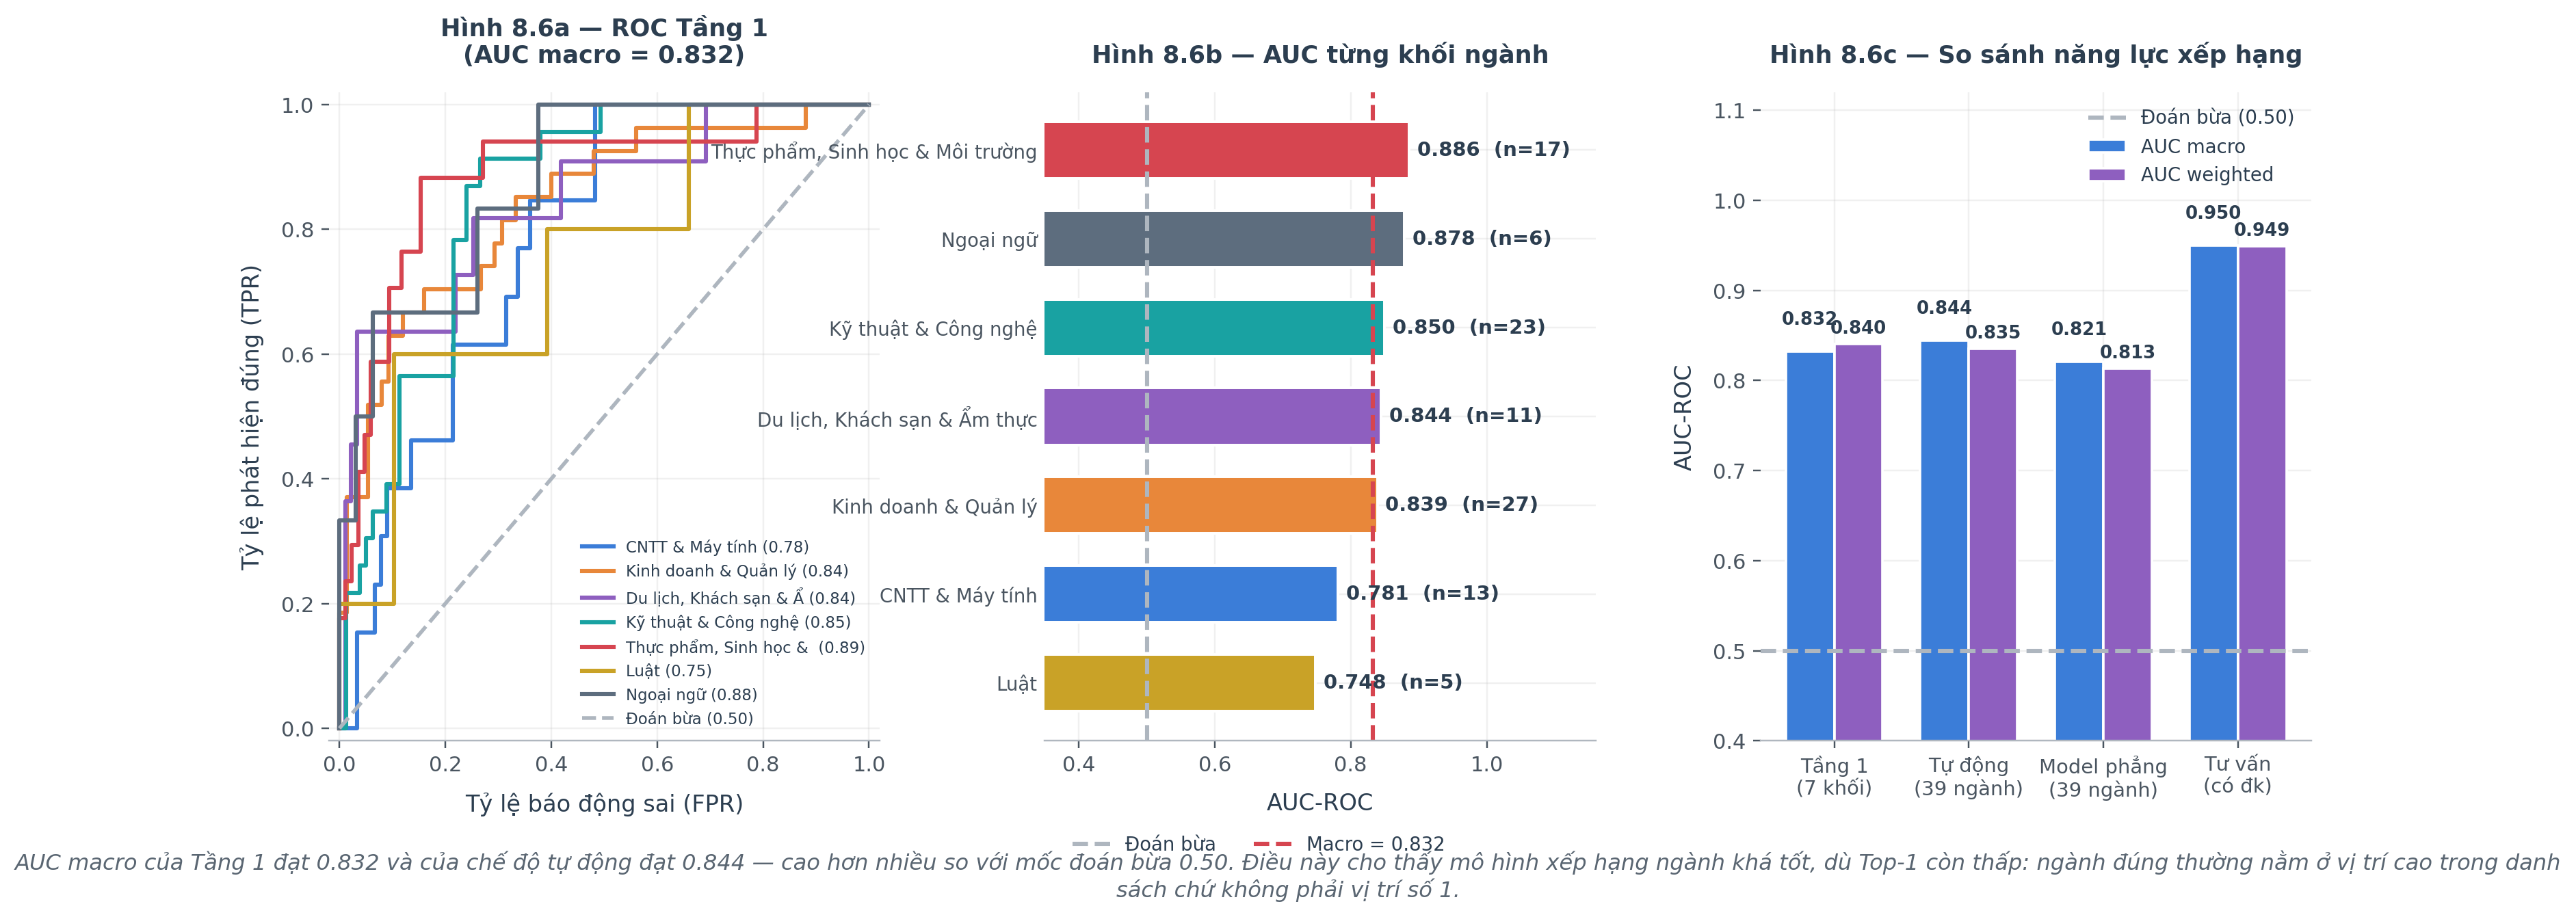 Hình 8.6a — ROC Tầng 1
(AUC macro = 0.832)
Tỷ lệ phát hiện đúng (TPR)
1.0
0.8
0.6
0.4
0.2
0.0
0.0 0.2 0.4 0.6 0.8 1.0
Tỷ lệ báo động sai (FPR)
CNTT & Máy tính (0.78)
Kinh doanh & Quản lý (0.84)
Du lịch, Khách sạn & Ẩ (0.84)
Kỹ thuật & Công nghệ (0.85)
Thực phẩm, Sinh học &  (0.89)
Luật (0.75)
Ngoại ngữ (0.88)
Đoán bừa (0.50)
Hình 8.6b — AUC từng khối ngành
Thực phẩm, Sinh học & Môi trường 0.886 (n=17)
Ngoại ngữ 0.878 (n=6)
Kỹ thuật & Công nghệ 0.850 (n=23)
Du lịch, Khách sạn & Ẩm thực 0.844 (n=11)
Kinh doanh & Quản lý 0.839 (n=27)
CNTT & Máy tính 0.781 (n=13)
Luật 0.748 (n=5)
0.4 0.6 0.8 1.0
AUC-ROC
Đoán bừa Macro = 0.832
Hình 8.6c — So sánh năng lực xếp hạng
Đoán bừa (0.50)
AUC macro
AUC weighted
AUC-ROC
1.1
1.0
0.9
0.8
0.7
0.6
0.5
0.4
0.832 0.840
0.844 0.835
0.821 0.813
0.950 0.949
Tầng 1
(7 khối)
Tự động
(39 ngành)
Model phẳng
(39 ngành)
Tư vấn
(có đk)
AUC macro của Tầng 1 đạt 0.832 và của chế độ tự động đạt 0.844 — cao hơn nhiều so với mốc đoán bừa 0.50. Điều này cho thấy mô hình xếp hạng ngành khá tốt, dù Top-1 còn thấp: ngành đúng thường nằm ở vị trí cao trong danh
sách chứ không phải vị trí số 1.